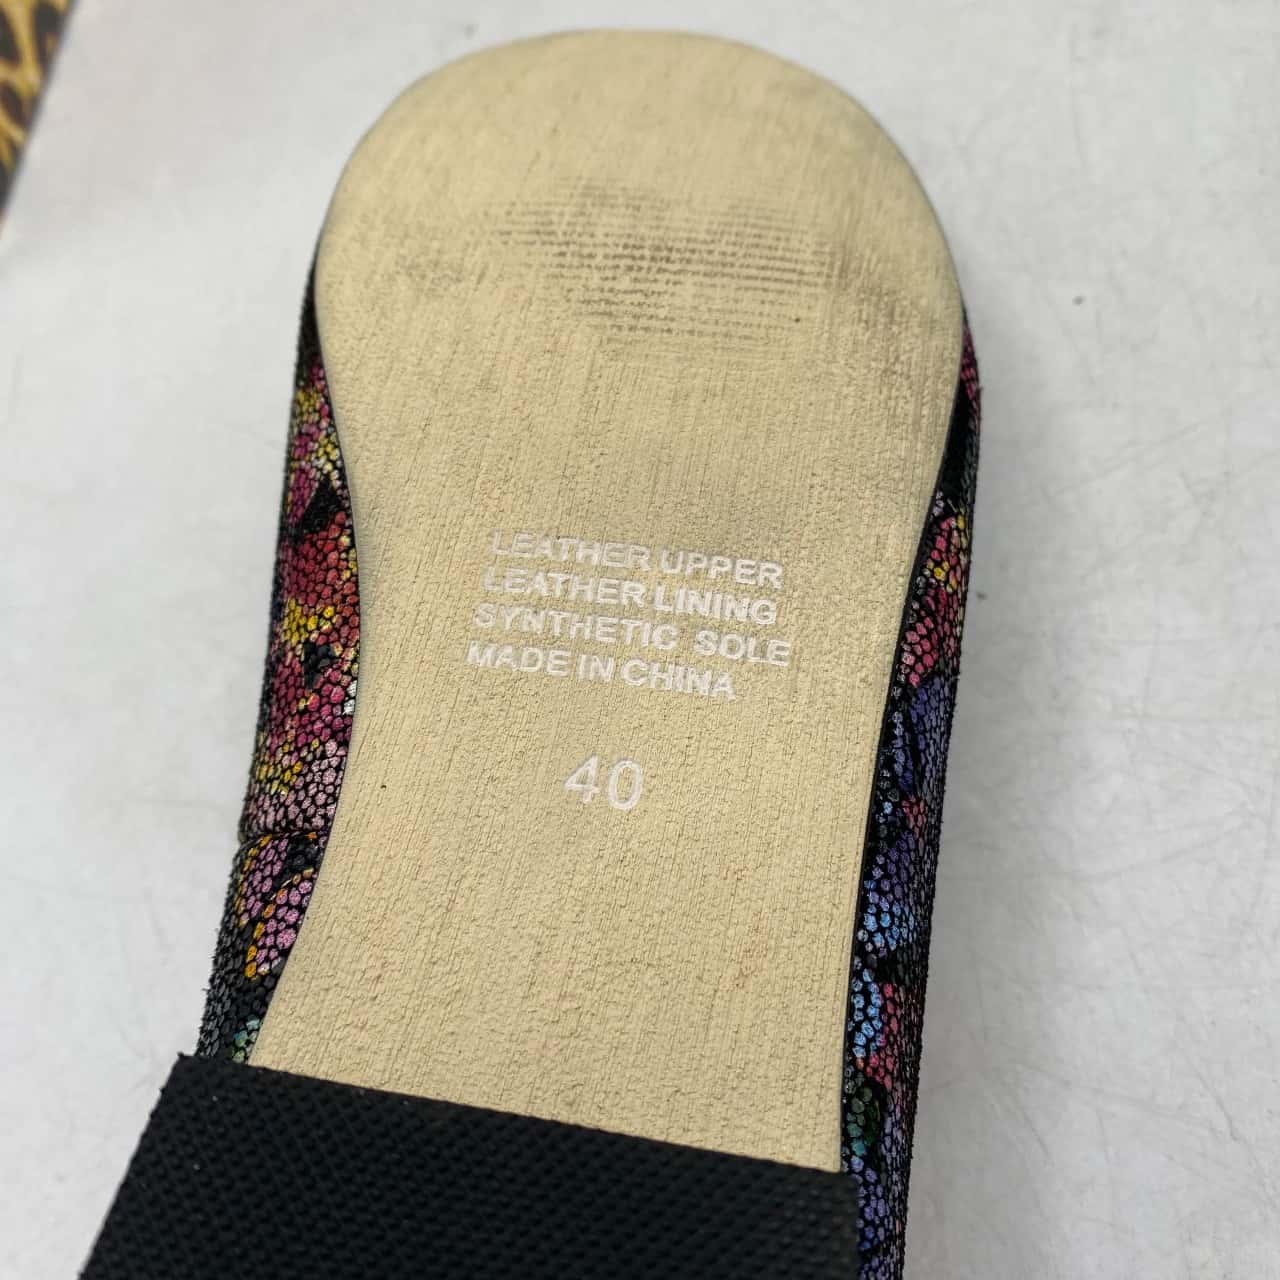 LEATHER UPPER
LEATHER LINING
SYNTHETIC SOLE
MADE IN CHINA
40